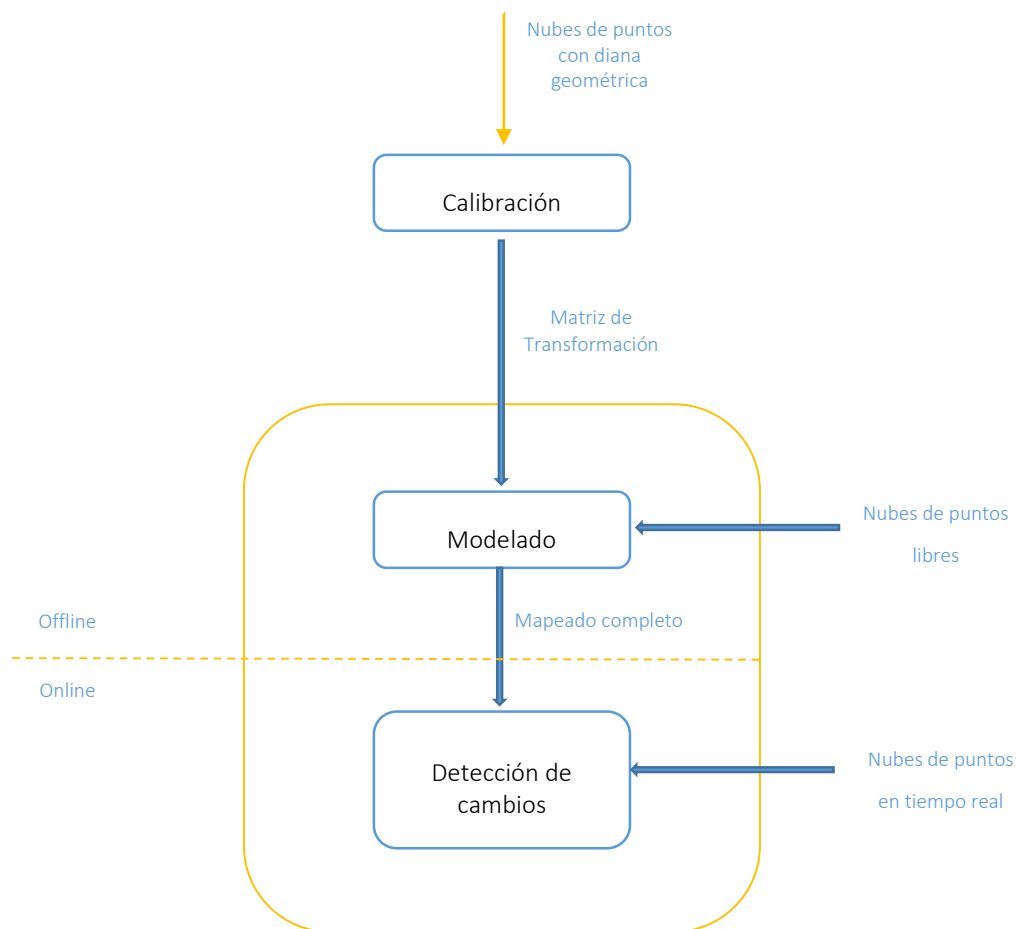 Nubes de puntos
con diana
geométrica
Calibración
Matriz de
Transformación
Modelado
Nubes de puntos
libres
Offline
Mapeado completo
Online
Detección de
cambios
Nubes de puntos
en tiempo real